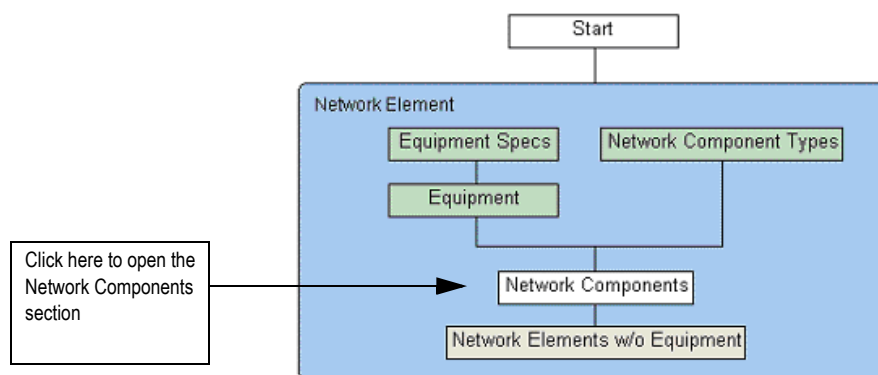 Start
Network Element
Equipment Specs
Network Component Types
Equipment
Click here to open the
Network Components
section
Network Components
Network Elements w/o Equipment